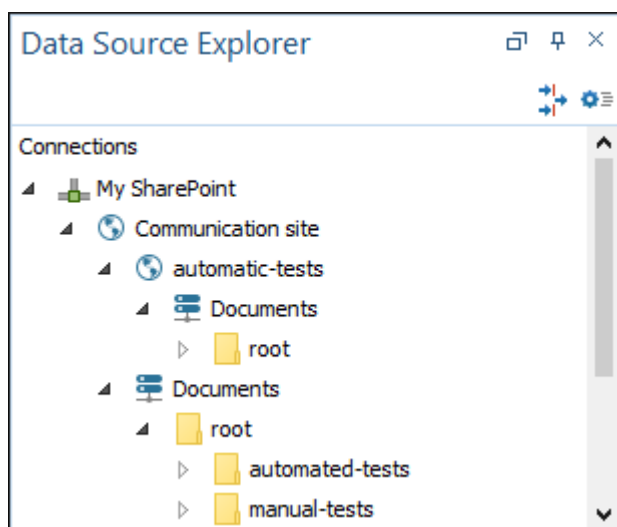 Data Source Explorer
Connections
My SharePoint
Communication site
automatic-tests
Documents
root
Documents
root
automated-tests
manual-tests